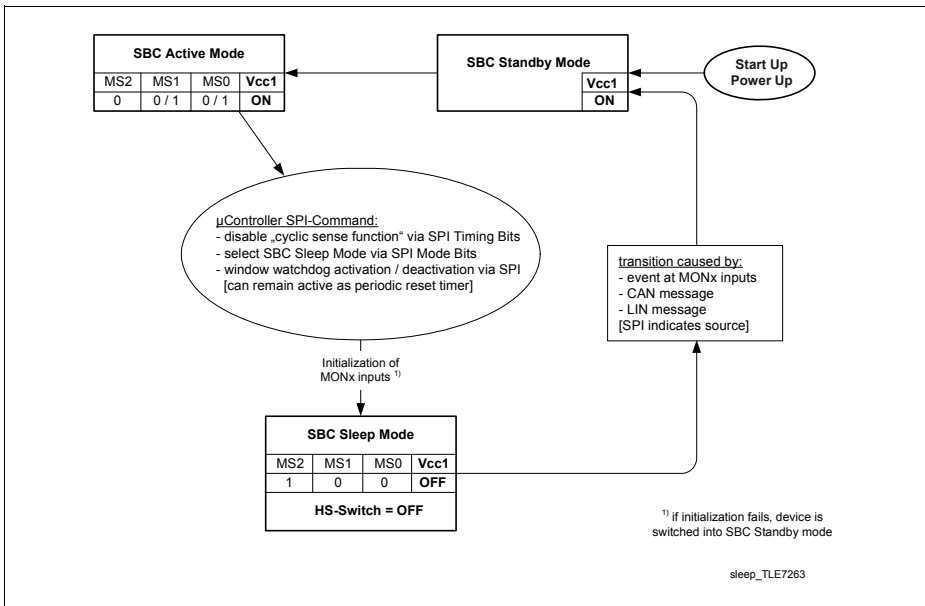 SBC Active Mode
MS2 MS1 MS0 Vcc1
0 0 / 1 0 / 1 ON
SBC Standby Mode
Vcc1
ON
Start Up
Power Up
µController SPI-Command:
- disable „cyclic sense function“ via SPI Timing Bits
- select SBC Sleep Mode via SPI Mode Bits
- window watchdog activation / deactivation via SPI
[can remain active as periodic reset timer]
transition caused by:
- event at MONx inputs
- CAN message
- LIN message
[SPI indicates source]
Initialization of
MONx inputs 1)
SBC Sleep Mode
MS2 MS1 MS0 Vcc1
1 0 0 OFF
HS-Switch = OFF
1) if initialization fails, device is
switched into SBC Standby mode
sleep_TLE7263